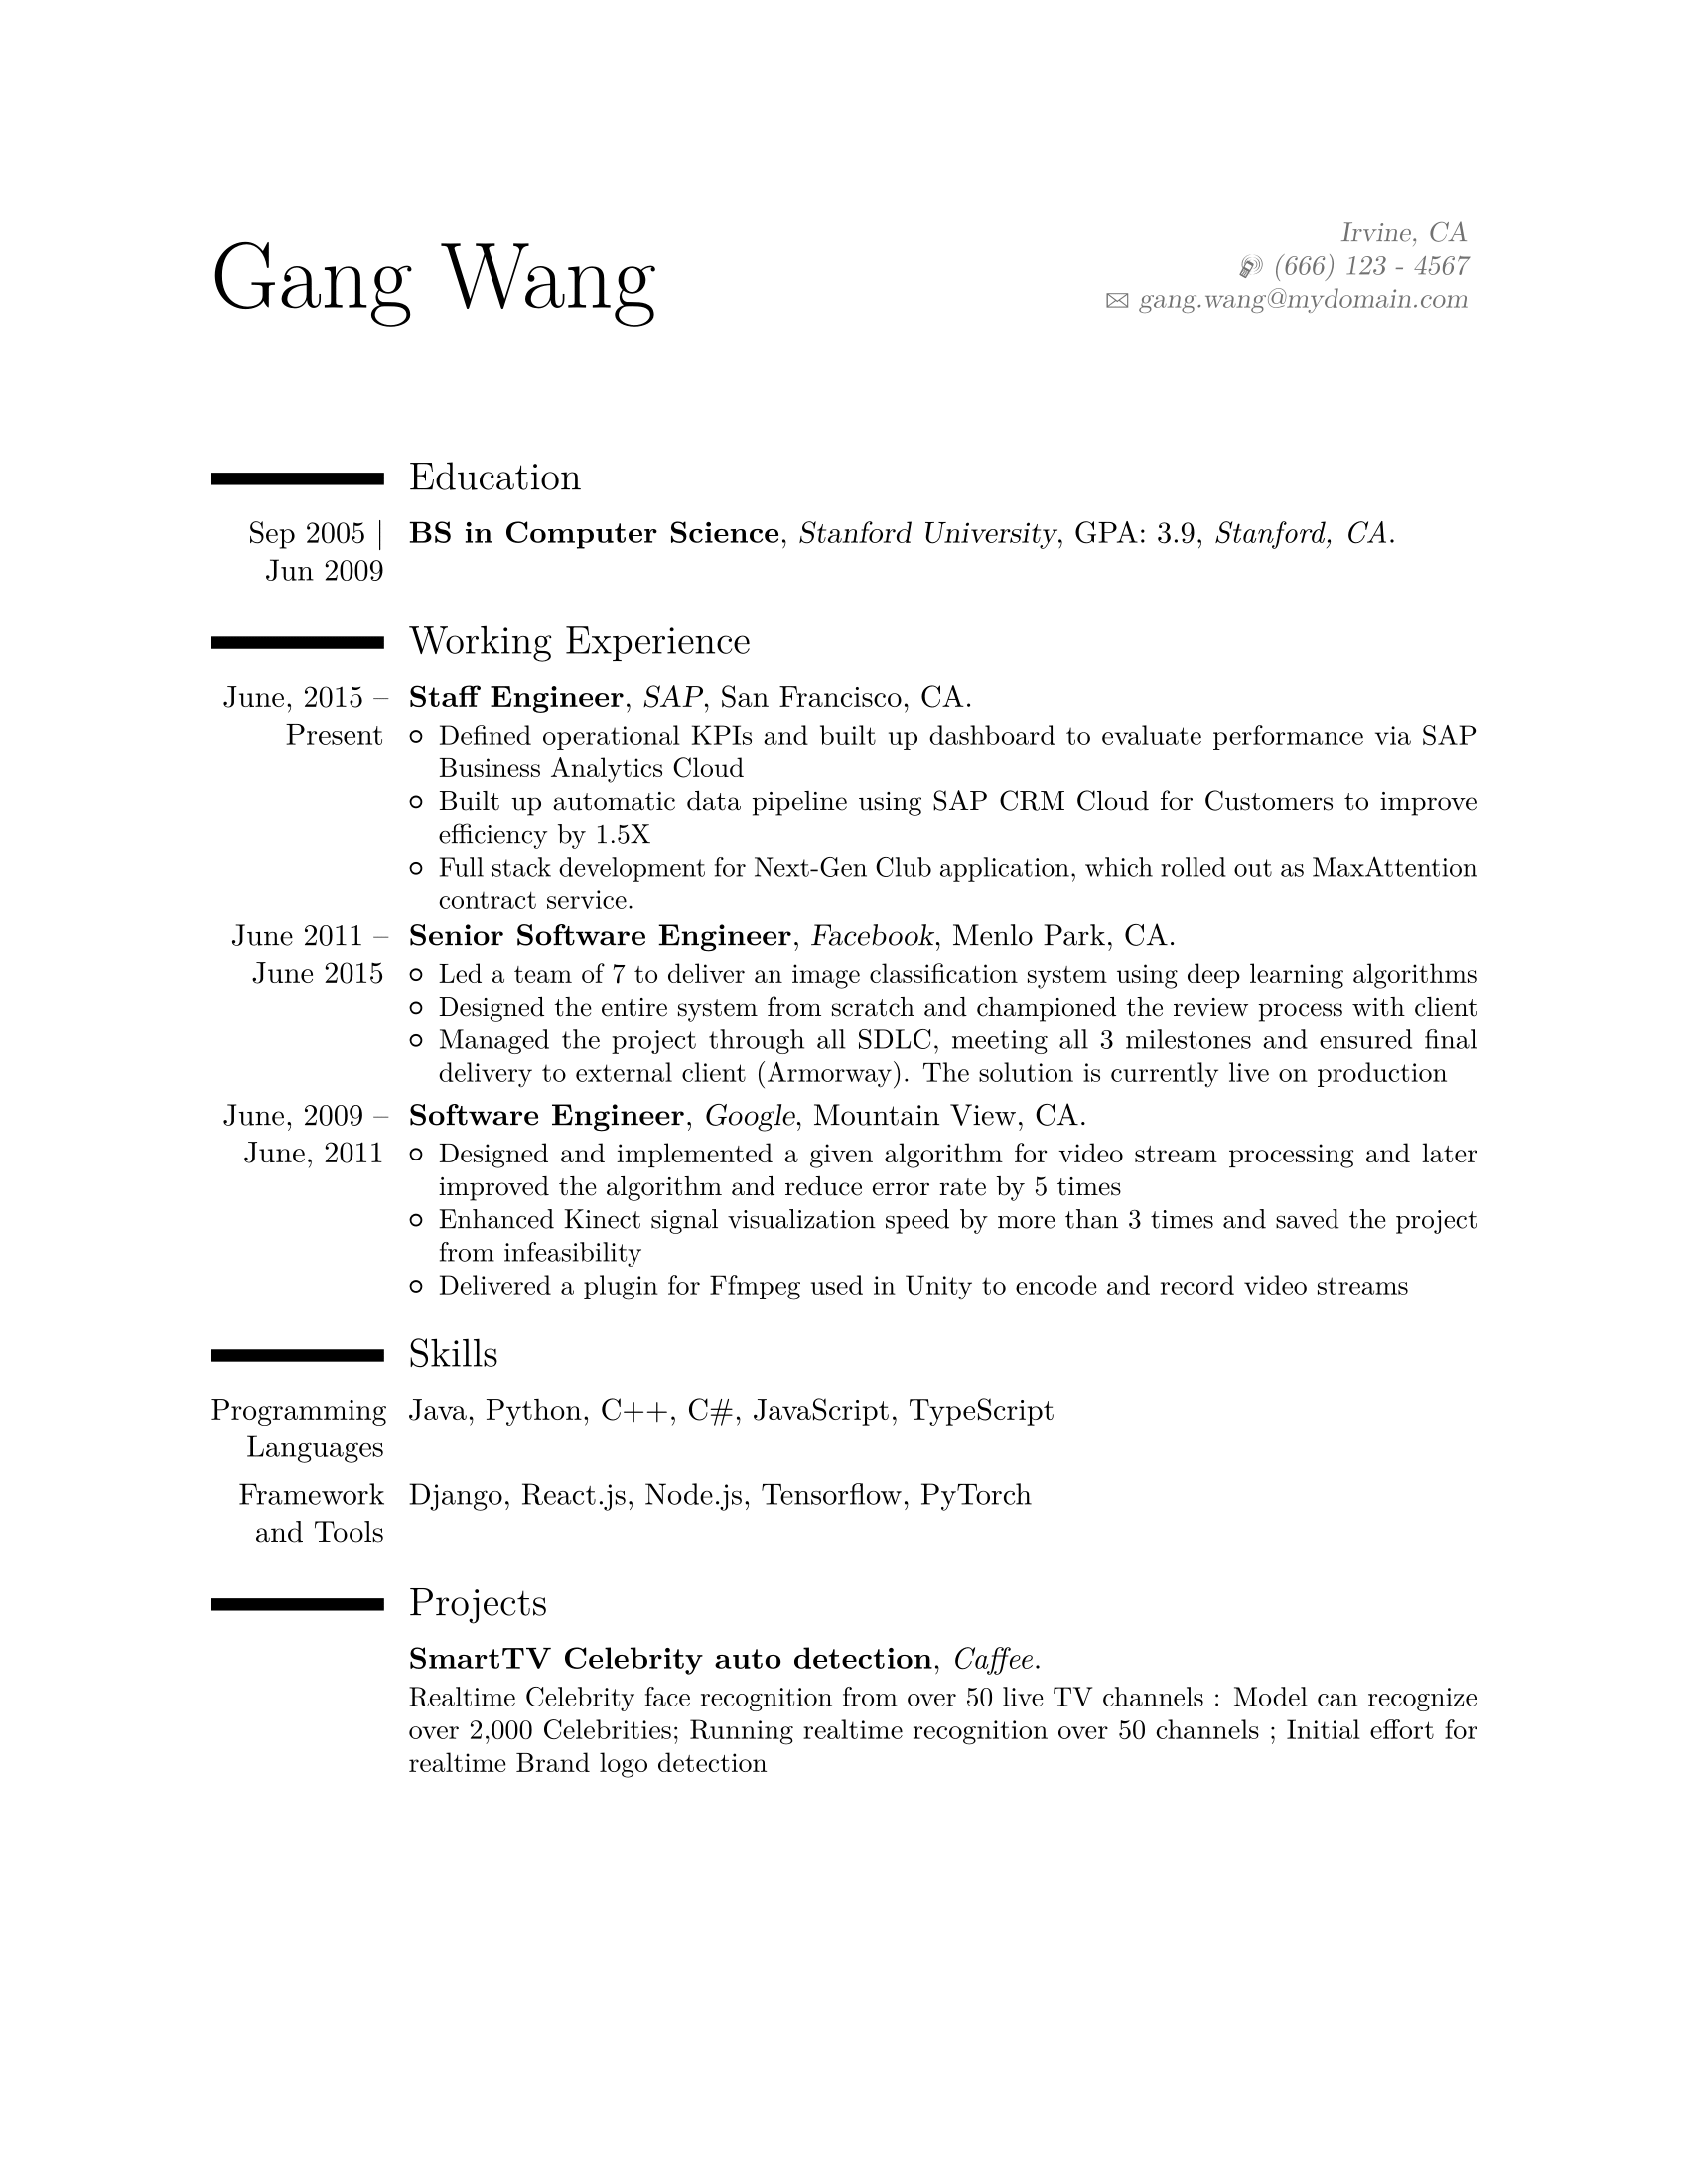 Gang Wang
Irvine, CA
(666) 123 - 4567
gang.wang@mydomain.com
Education
Sep 2005 | BS in Computer Science, Stanford University, GPA: 3.9, Stanford, CA.
Jun 2009
Working Experience
June, 2015 – Staff Engineer, SAP, San Francisco, CA.
Present ○ Defined operational KPIs and built up dashboard to evaluate performance via SAP
Business Analytics Cloud
○ Built up automatic data pipeline using SAP CRM Cloud for Customers to improve
efficiency by 1.5X
○ Full stack development for Next-Gen Club application, which rolled out as MaxAttention
contract service.
June 2011 – Senior Software Engineer, Facebook, Menlo Park, CA.
June 2015 ○ Led a team of 7 to deliver an image classification system using deep learning algorithms
○ Designed the entire system from scratch and championed the review process with client
○ Managed the project through all SDLC, meeting all 3 milestones and ensured final
delivery to external client (Armorway). The solution is currently live on production
June, 2009 – Software Engineer, Google, Mountain View, CA.
June, 2011 ○ Designed and implemented a given algorithm for video stream processing and later
improved the algorithm and reduce error rate by 5 times
○ Enhanced Kinect signal visualization speed by more than 3 times and saved the project
from infeasibility
○ Delivered a plugin for Ffmpeg used in Unity to encode and record video streams
Skills
Programming Java, Python, C++, C#, JavaScript, TypeScript
Languages
Framework Django, React.js, Node.js, Tensorflow, PyTorch
and Tools
Projects
SmartTV Celebrity auto detection, Caffee.
Realtime Celebrity face recognition from over 50 live TV channels : Model can recognize
over 2,000 Celebrities; Running realtime recognition over 50 channels ; Initial effort for
realtime Brand logo detection